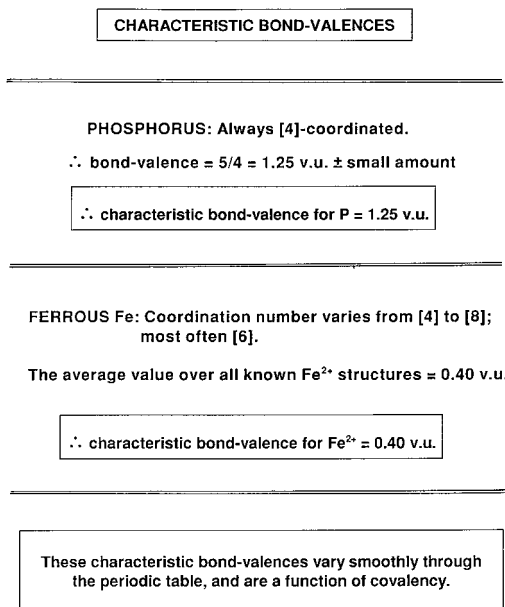 CHARACTERISTIC BOND-VALENCES
PHOSPHORUS: Always [4]-coordinated.
∴ bond-valence = 5/4 = 1.25 v.u. ± small amount
∴ characteristic bond-valence for P = 1.25 v.u.
FERROUS Fe: Coordination number varies from [4] to [8];
most often [6].
The average value over all known Fe²⁺ structures = 0.40 v.u.
∴ characteristic bond-valence for Fe²⁺ = 0.40 v.u.
These characteristic bond-valences vary smoothly through
the periodic table, and are a function of covalency.